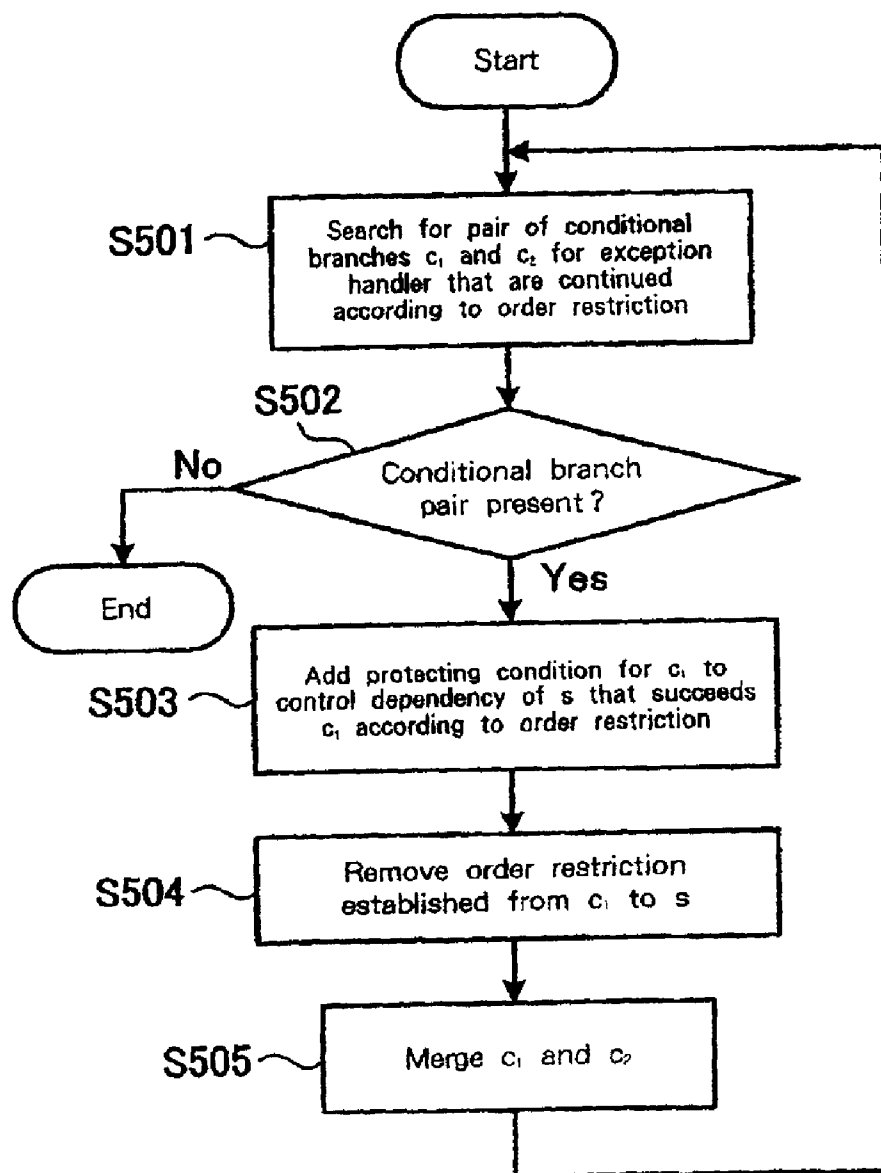 Start
S501
Search for pair of conditional
branches c₁ and cₜ for exception
handler that are continued
according to order restriction
S502
No
Conditional branch
pair present?
Yes
End
S503
Add protecting condition for c₁ to
control dependency of s that succeeds
c₁ according to order restriction
S504
Remove order restriction
established from c₁ to s
S505
Merge c₁ and c₂